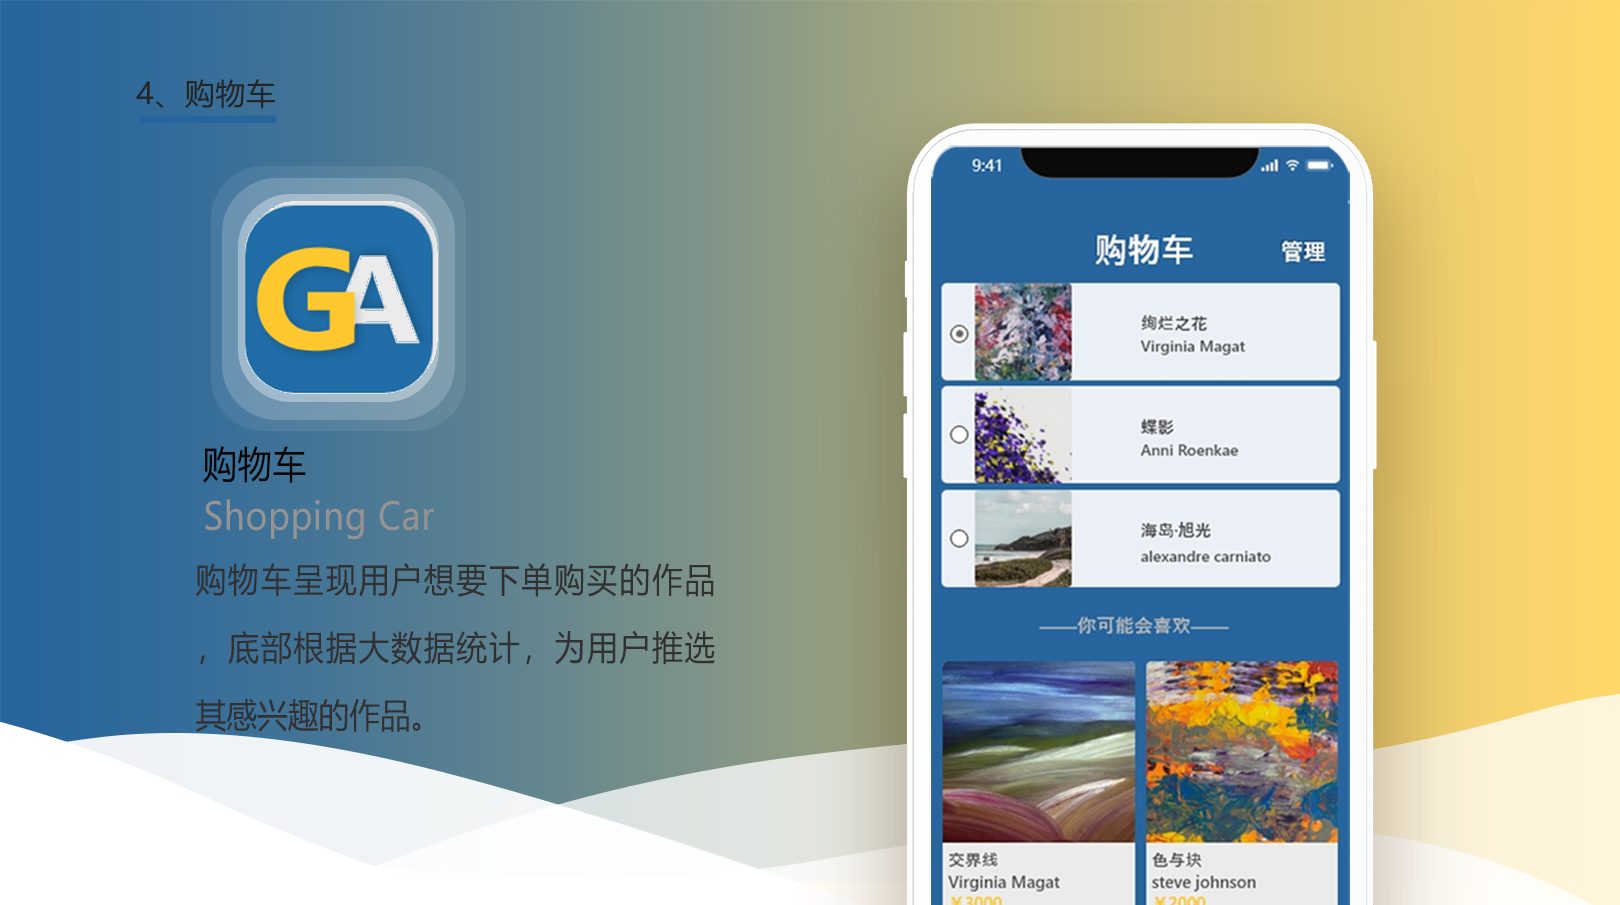 4、购物车
GA
购物车
Shopping Car
购物车呈现用户想要下单购买的作品
，底部根据大数据统计，为用户推选
其感兴趣的作品。
9:41
购物车
管理
绚烂之花
Virginia Magat
蝶影
Anni Roenkae
海岛·旭光
alexandre carniato
——你可能会喜欢——
交界线
Virginia Magat
¥3000
色与块
steve johnson
¥2000